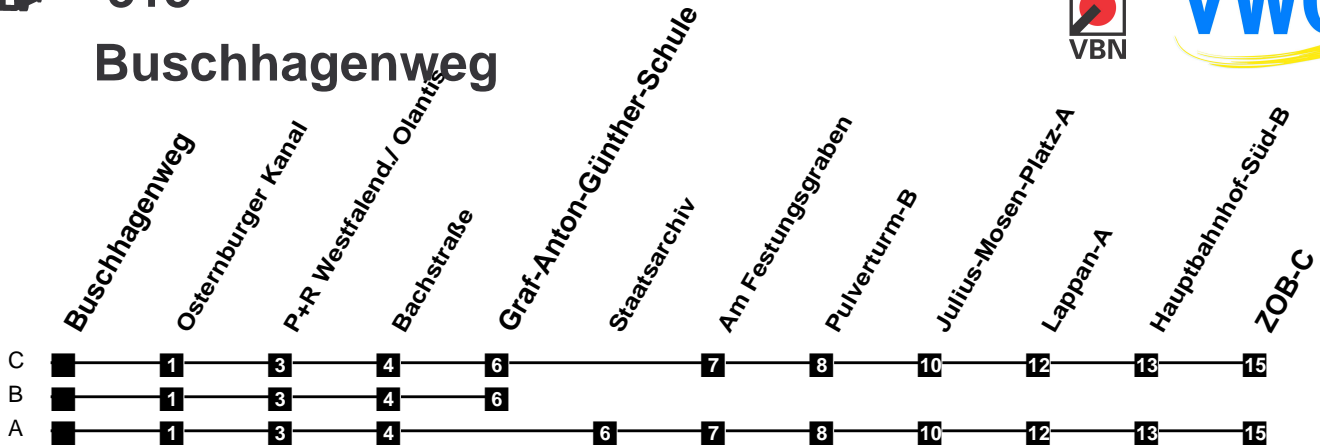 Buschhagenweg
VBN
Buschhagenweg
Osternburger Kanal
P+R Westfalend./ Olantis
Bachstraße
Graf-Anton-Günther-Schule
Staatsarchiv
Am Festungsgraben
Pulverturm-B
Julius-Mosen-Platz-A
Lappan-A
Hauptbahnhof-Süd-B
ZOB-C
C 1 3 4 6 7 8 10 12 13 15
B 1 3 4 6
A 1 3 4 6 7 8 10 12 13 15